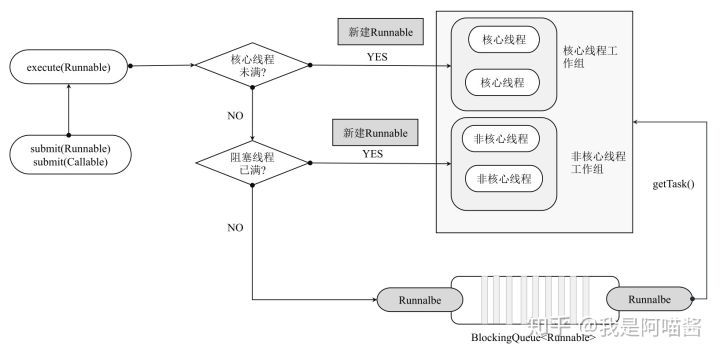 execute(Runnable)
submit(Runnable)
submit(Callable)
核心线程
未满?
YES
新建Runnable
NO
阻塞线程
已满?
YES
新建Runnable
NO
核心线程
核心线程
核心线程工
作组
非核心线程
非核心线程
非核心线程
工作组
getTask()
Runnalbe
Runnalbe
BlockingQueue<Runnable>
知乎 @我是阿喵酱